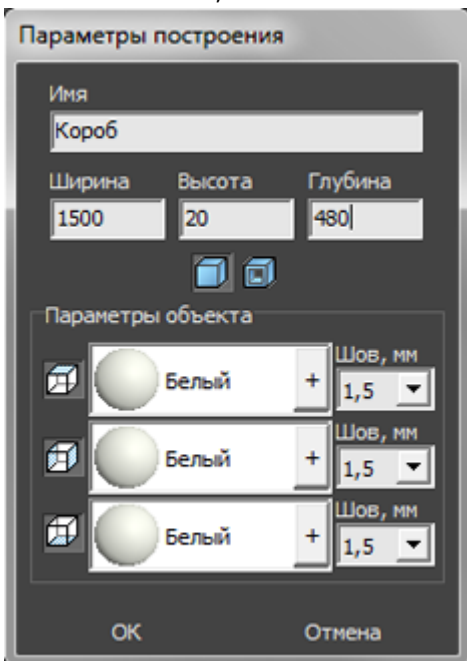 Параметры построения
Имя
Короб
Ширина Высота Глубина
1500 20 480
Параметры объекта
Шов, мм
Белый + 1,5
Шов, мм
Белый + 1,5
Шов, мм
Белый + 1,5
ОК Отмена